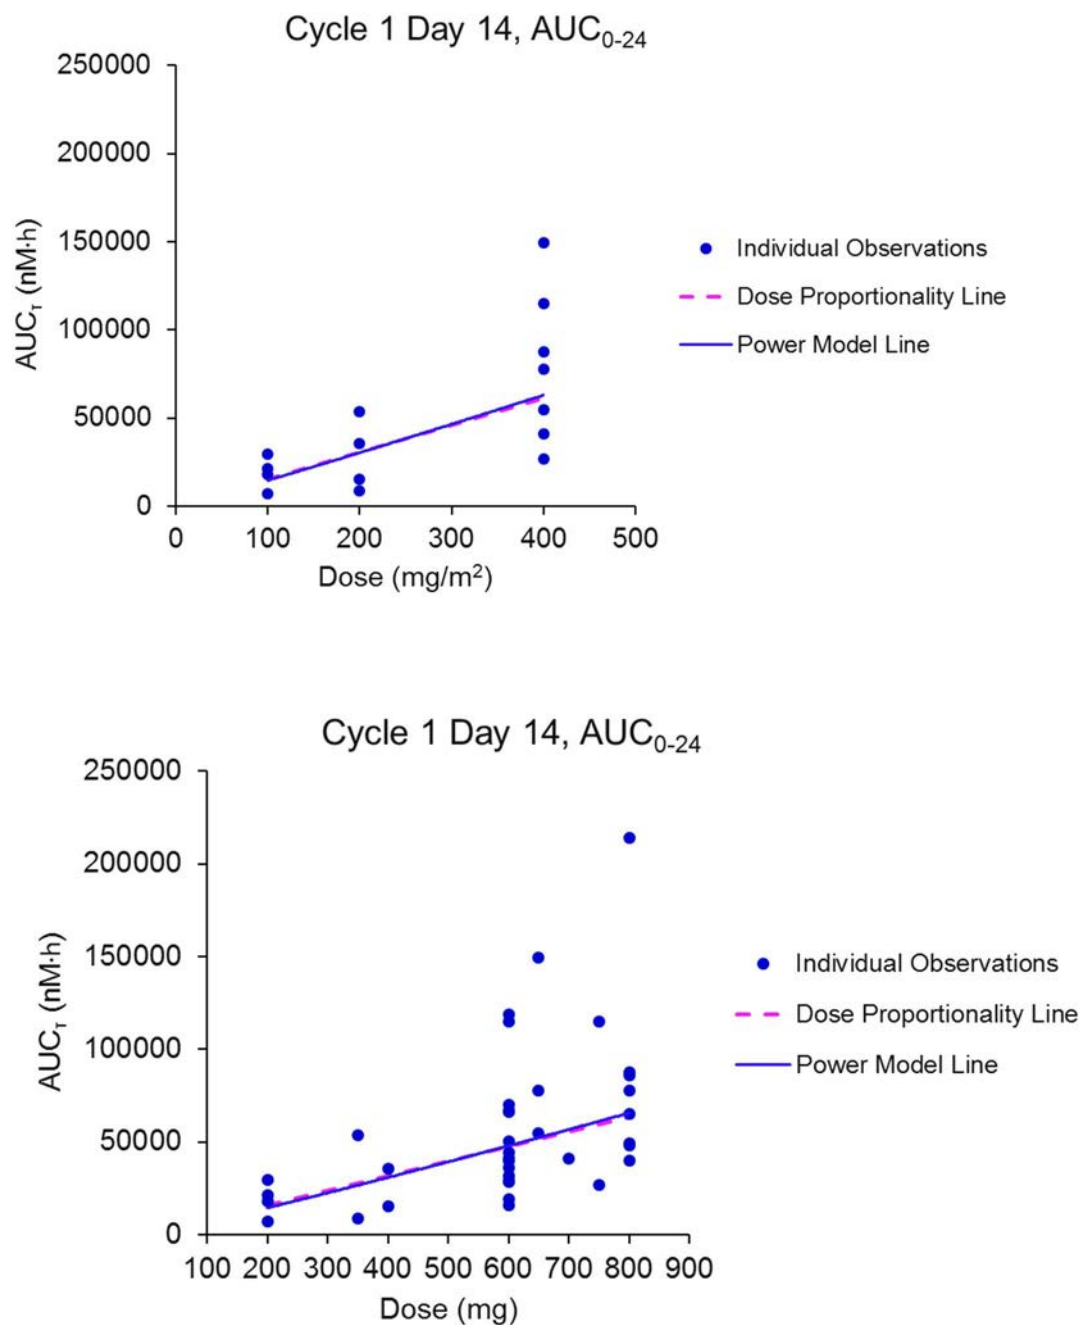 Cycle 1 Day 14, AUC₀₋₂₄
250000
200000
150000
100000
50000
0
AUCᴛ (nM·h)
0 100 200 300 400 500
Dose (mg/m²)
Individual Observations
Dose Proportionality Line
Power Model Line
Cycle 1 Day 14, AUC₀₋₂₄
250000
200000
150000
100000
50000
0
AUCᴛ (nM·h)
100 200 300 400 500 600 700 800 900
Dose (mg)
Individual Observations
Dose Proportionality Line
Power Model Line